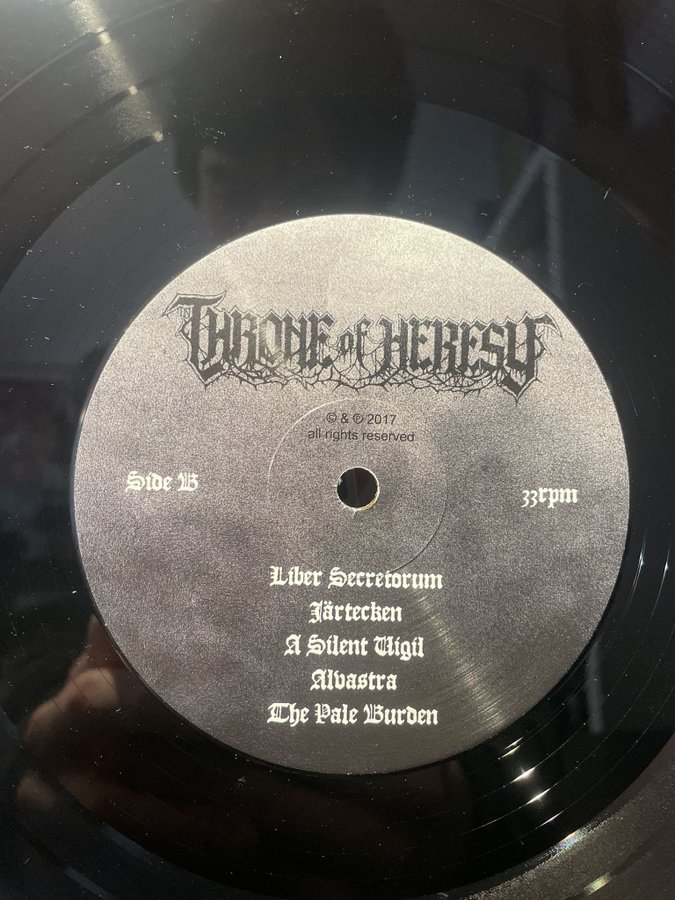 THRONE of HERESY
© & ℗ 2017
all rights reserved
Side B
33rpm
Liber Secretorum
Järtecken
A Silent Vigil
Alvastra
The Pale Burden